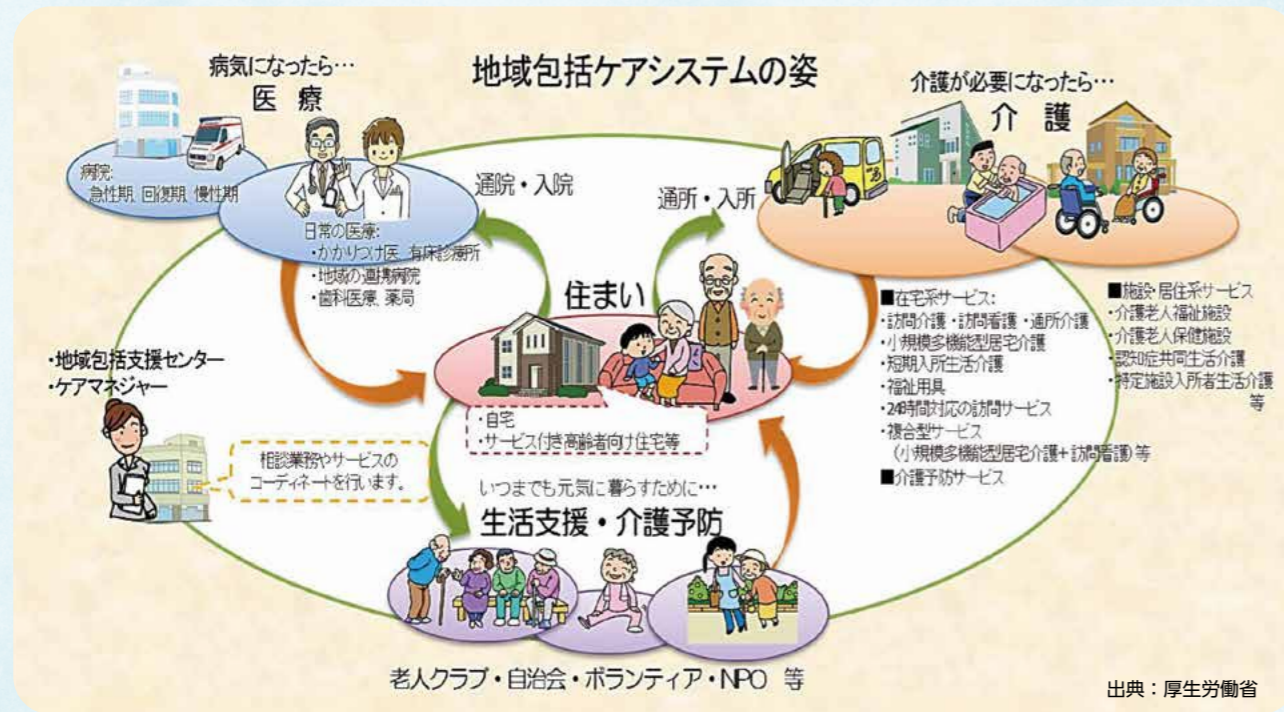 地域包括ケアシステムの姿
病気になったら…
医療
病院:
急性期, 回復期, 慢性期
日常の医療:
・かかりつけ医, 有床診療所
・地域の連携病院
・歯科医療, 薬局
通院・入院
通所・入所
介護が必要になったら…
介護
■在宅系サービス:
・訪問介護・訪問看護・通所介護
・小規模多機能型居宅介護
・短期入所生活介護
・福祉用具
・24時間対応の訪問サービス
・複合型サービス
(小規模多機能型居宅介護+訪問看護)等
■介護予防サービス
■施設・居住系サービス
・介護老人福祉施設
・介護老人保健施設
・認知症共同生活介護
・特定施設入所者生活介護
等
住まい
・自宅
・サービス付き高齢者向け住宅等
・地域包括支援センター
・ケアマネジャー
相談業務やサービスの
コーディネートを行います。
いつまでも元気に暮らすために…
生活支援・介護予防
老人クラブ・自治会・ボランティア・NPO 等
出典：厚生労働省